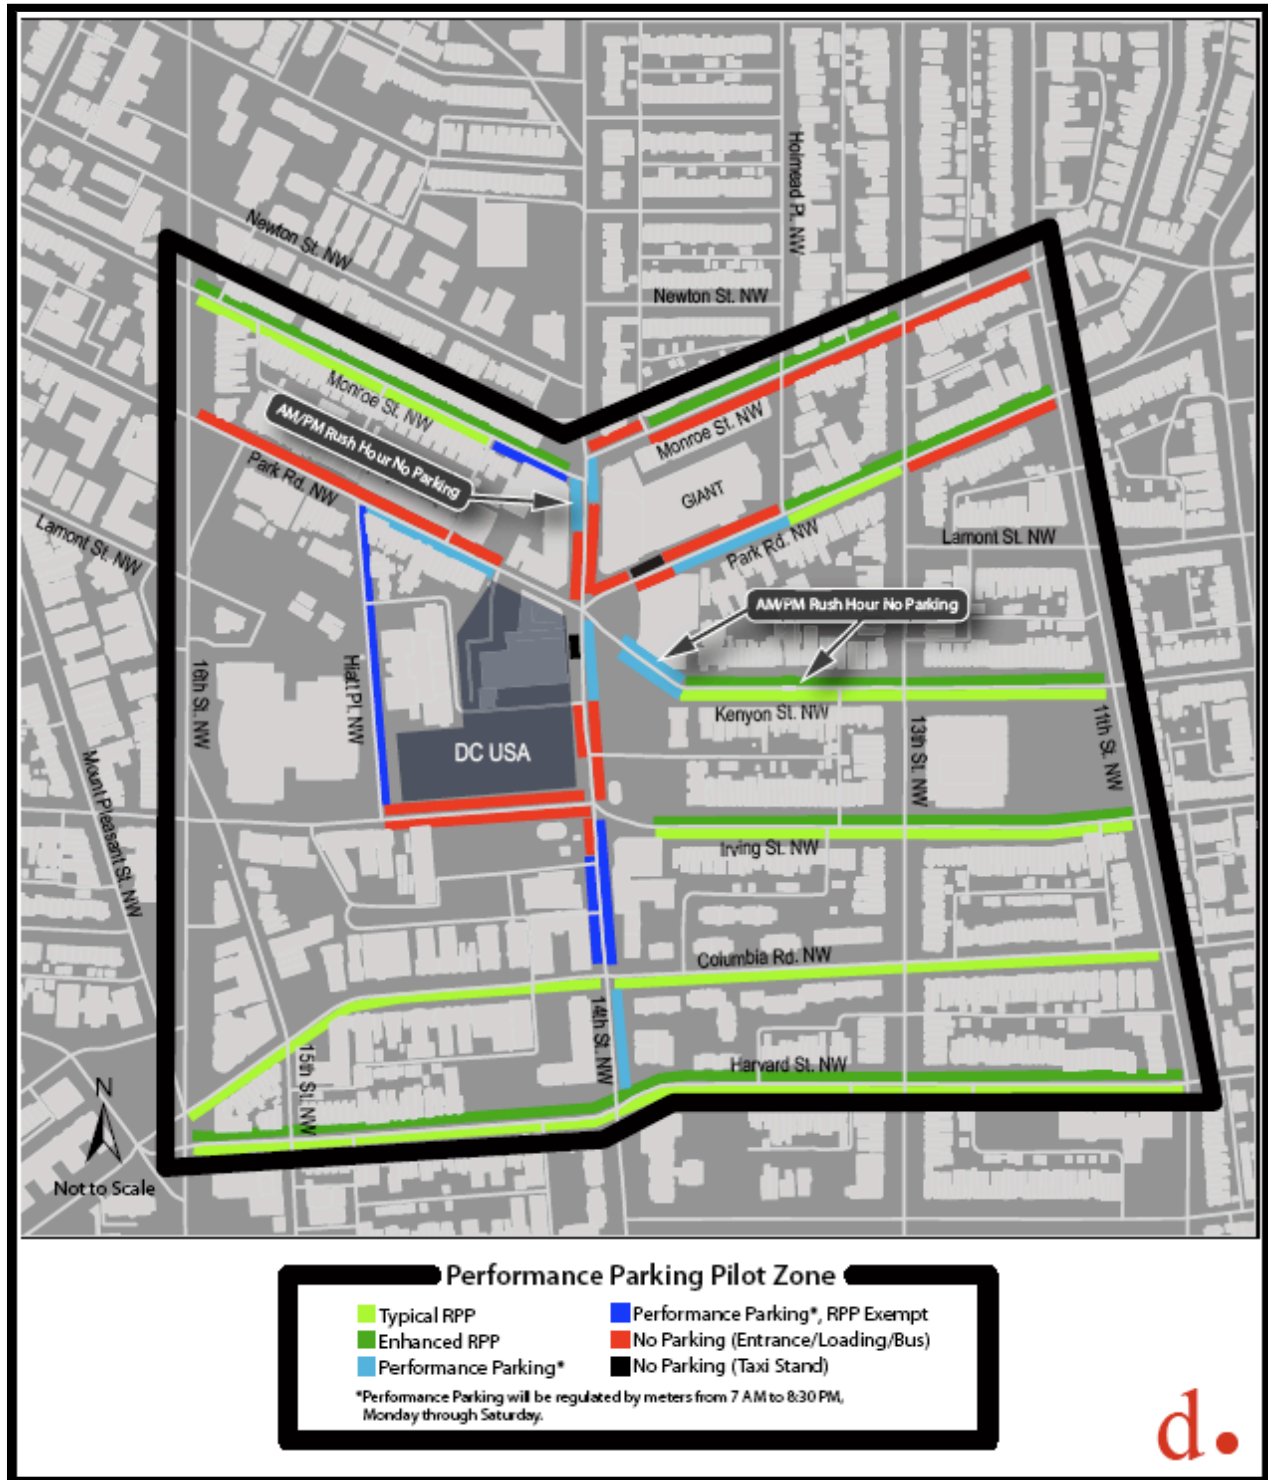 Newton St. NW
Holmead Pl. NW
Newton St. NW
Monroe St. NW
AM/PM Rush Hour No Parking
Monroe St. NW
Park Rd. NW
GIANT
Lamont St. NW
Park Rd. NW
Lamont St. NW
AM/PM Rush Hour No Parking
16th St. NW
Hiatt Pl. NW
Kenyon St. NW
13th St. NW
11th St. NW
DC USA
Mount Pleasant St. NW
Irving St. NW
Columbia Rd. NW
14th St. NW
15th St. NW
Harvard St. NW
N
Not to Scale
Performance Parking Pilot Zone
Typical RPP
Enhanced RPP
Performance Parking*
Performance Parking*, RPP Exempt
No Parking (Entrance/Loading/Bus)
No Parking (Taxi Stand)
*Performance Parking will be regulated by meters from 7 AM to 8:30 PM,
Monday through Saturday.
d.